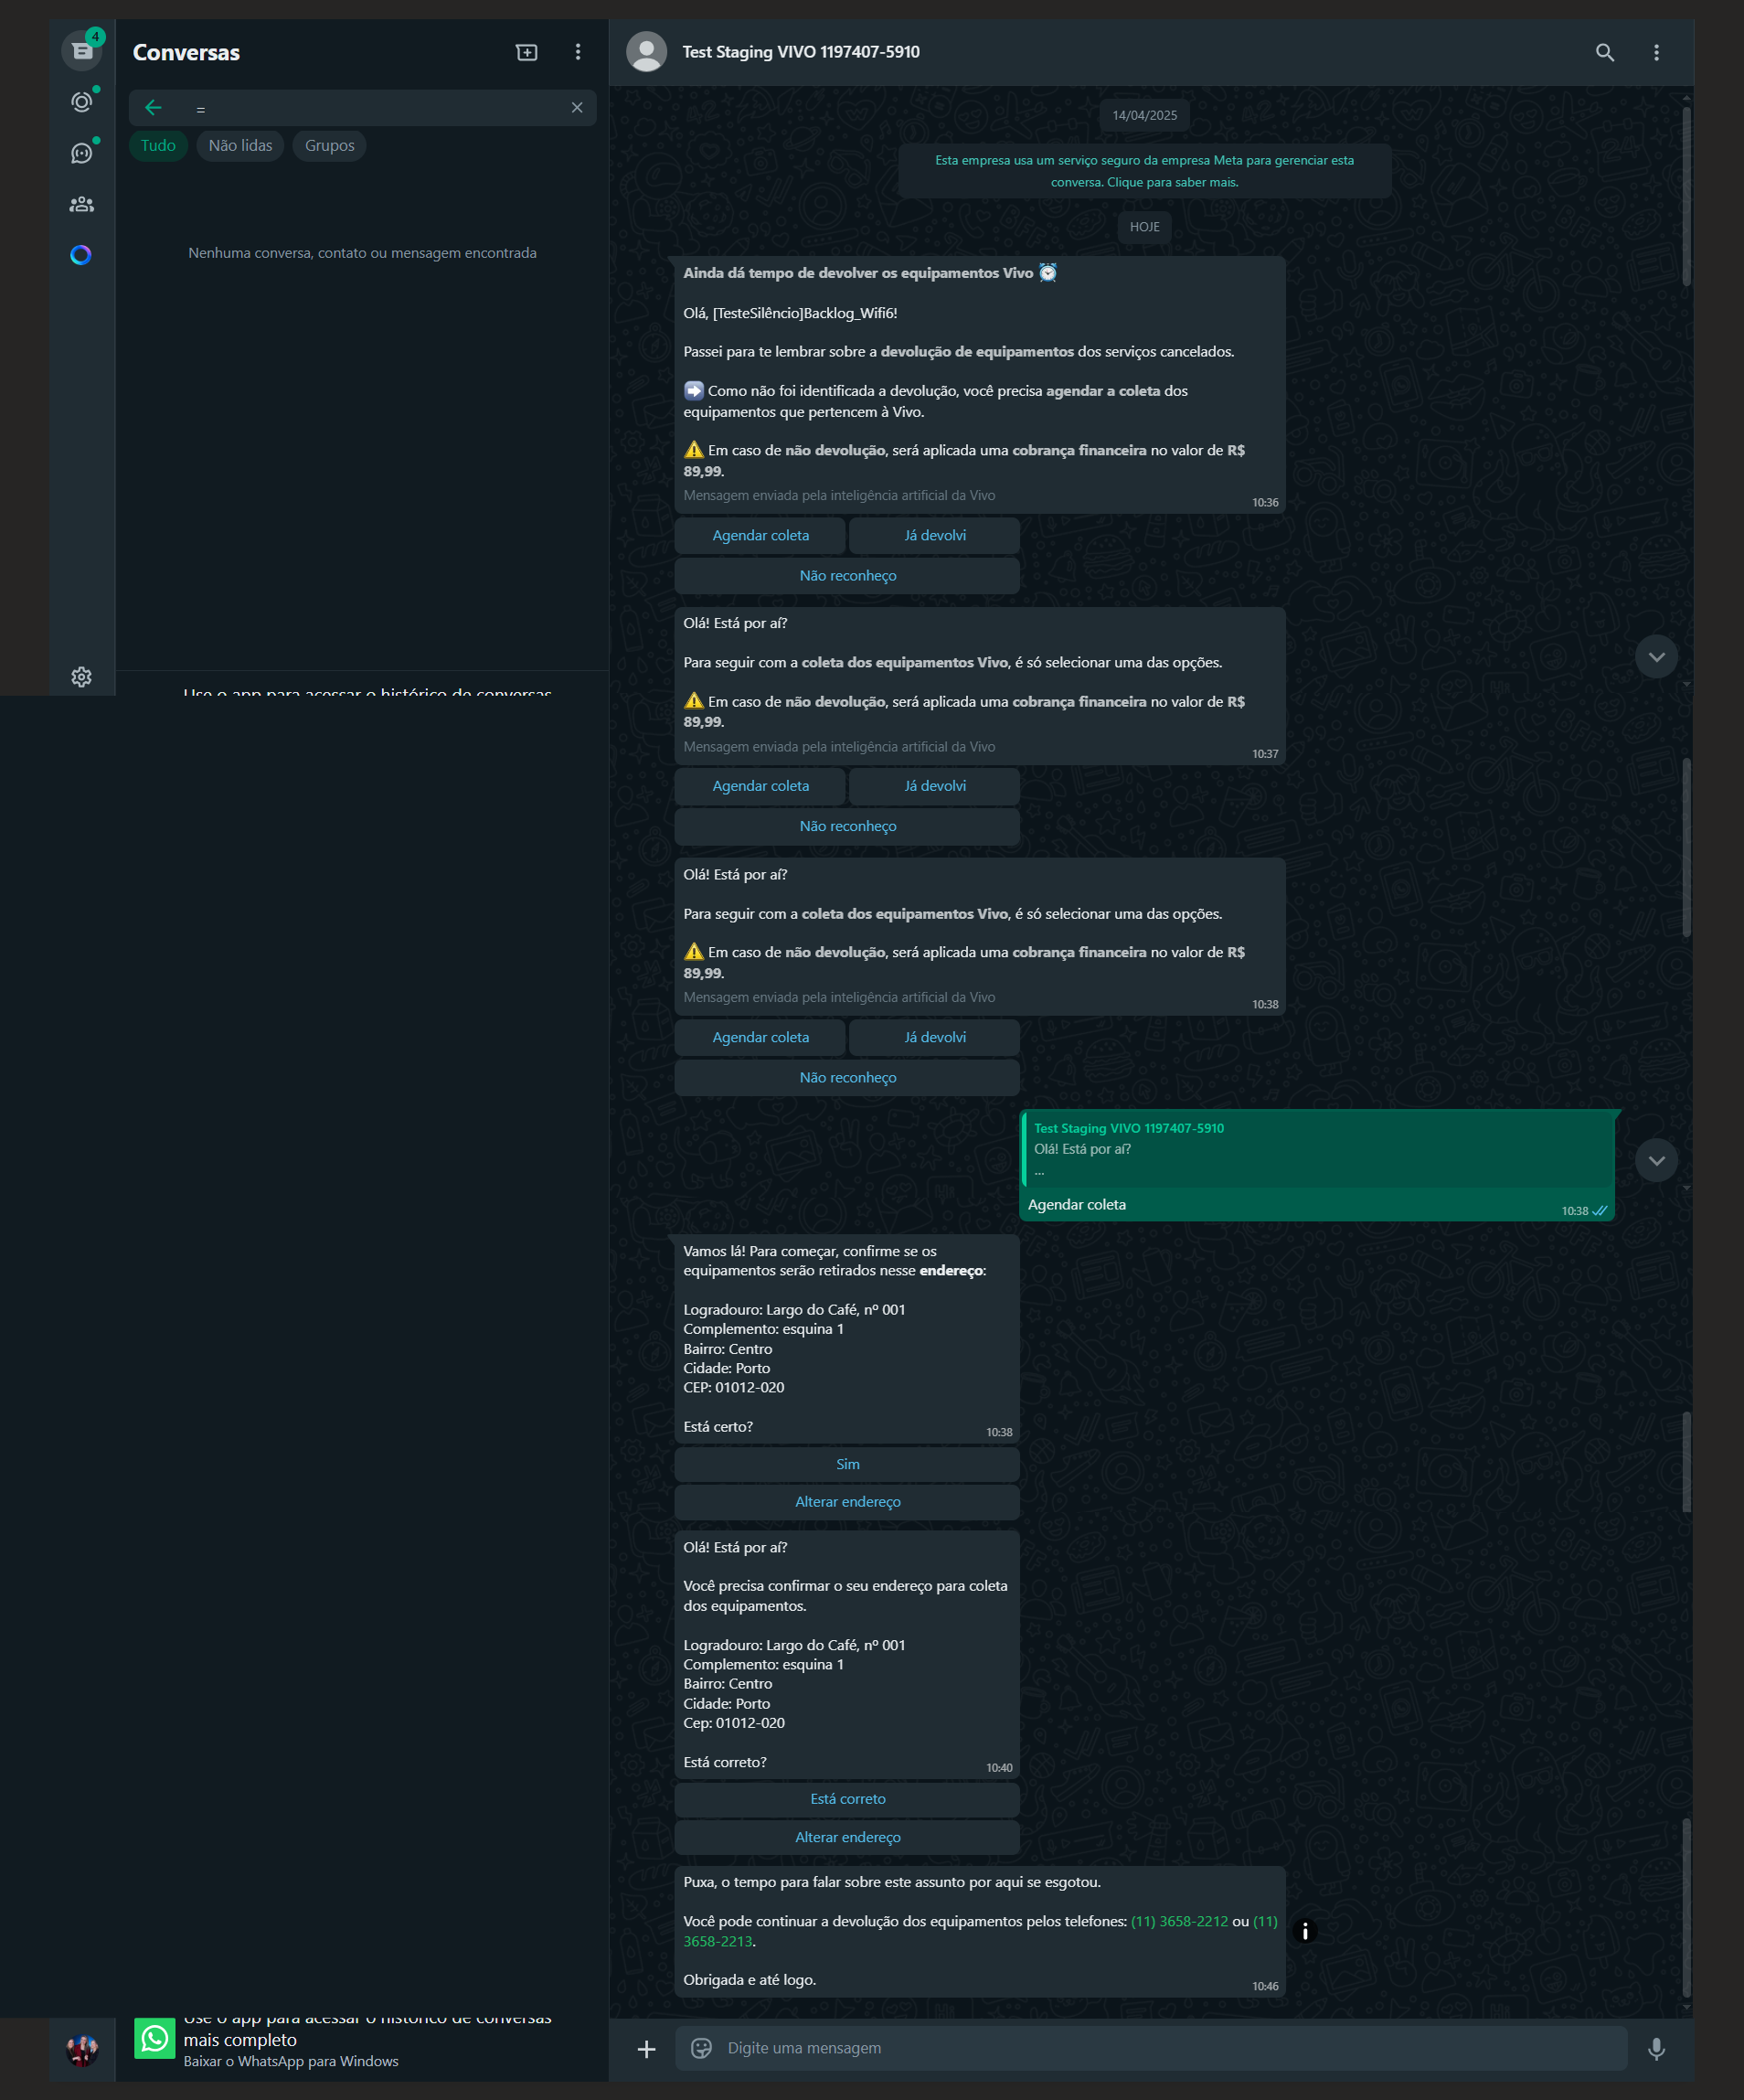 4
Conversas
=
Tudo
Não lidas
Grupos
Nenhuma conversa, contato ou mensagem encontrada
Use o app para acessar o histórico de conversas
Test Staging VIVO 1197407-5910
14/04/2025
Esta empresa usa um serviço seguro da empresa Meta para gerenciar esta
conversa. Clique para saber mais.
HOJE
Ainda dá tempo de devolver os equipamentos Vivo ⏰
Olá, [TesteSilêncio]Backlog_Wifi6!
Passei para te lembrar sobre a devolução de equipamentos dos serviços cancelados.
➡️ Como não foi identificada a devolução, você precisa agendar a coleta dos
equipamentos que pertencem à Vivo.
⚠️ Em caso de não devolução, será aplicada uma cobrança financeira no valor de R$
89,99.
Mensagem enviada pela inteligência artificial da Vivo
10:36
Agendar coleta
Já devolvi
Não reconheço
Olá! Está por aí?
Para seguir com a coleta dos equipamentos Vivo, é só selecionar uma das opções.
⚠️ Em caso de não devolução, será aplicada uma cobrança financeira no valor de R$
89,99.
Mensagem enviada pela inteligência artificial da Vivo
10:37
Agendar coleta
Já devolvi
Não reconheço
Olá! Está por aí?
Para seguir com a coleta dos equipamentos Vivo, é só selecionar uma das opções.
⚠️ Em caso de não devolução, será aplicada uma cobrança financeira no valor de R$
89,99.
Mensagem enviada pela inteligência artificial da Vivo
10:38
Agendar coleta
Já devolvi
Não reconheço
Test Staging VIVO 1197407-5910
Olá! Está por aí?
...
Agendar coleta
10:38
Vamos lá! Para começar, confirme se os
equipamentos serão retirados nesse endereço:
Logradouro: Largo do Café, nº 001
Complemento: esquina 1
Bairro: Centro
Cidade: Porto
CEP: 01012-020
Está certo?
10:38
Sim
Alterar endereço
Olá! Está por aí?
Você precisa confirmar o seu endereço para coleta
dos equipamentos.
Logradouro: Largo do Café, nº 001
Complemento: esquina 1
Bairro: Centro
Cidade: Porto
Cep: 01012-020
Está correto?
10:40
Está correto
Alterar endereço
Puxa, o tempo para falar sobre este assunto por aqui se esgotou.
Você pode continuar a devolução dos equipamentos pelos telefones: (11) 3658-2212 ou (11)
3658-2213.
Obrigada e até logo.
10:46
Use o app para acessar o histórico de conversas
mais completo
Baixar o WhatsApp para Windows
Digite uma mensagem